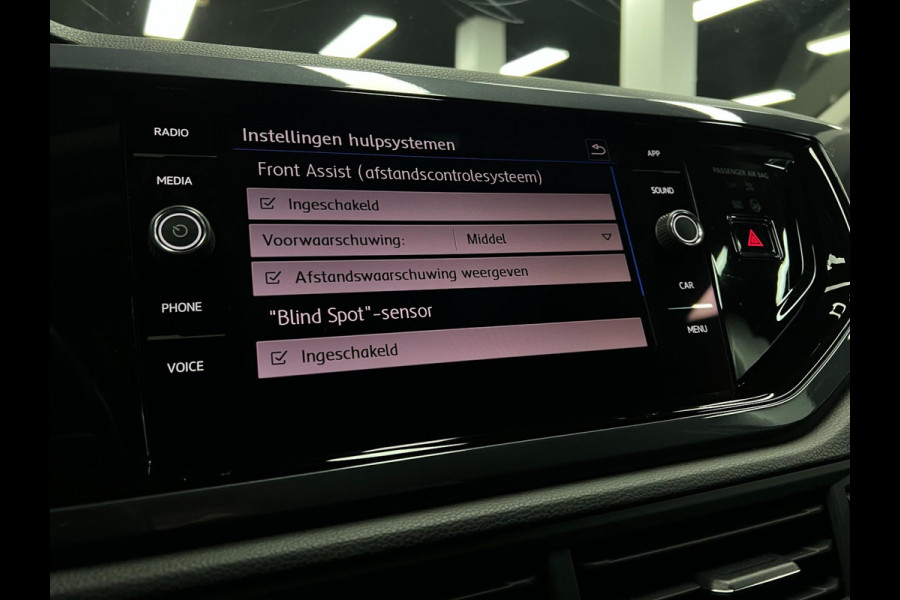 RADIO
MEDIA
PHONE
VOICE
Instellingen hulpsystemen
Front Assist (afstandscontrolesysteem)
Ingeschakeld
Voorwaarschuwing: Middel
Afstandswaarschuwing weergeven
"Blind Spot"-sensor
Ingeschakeld
APP
SOUND
CAR
MENU
PASSENGER AIR BAG